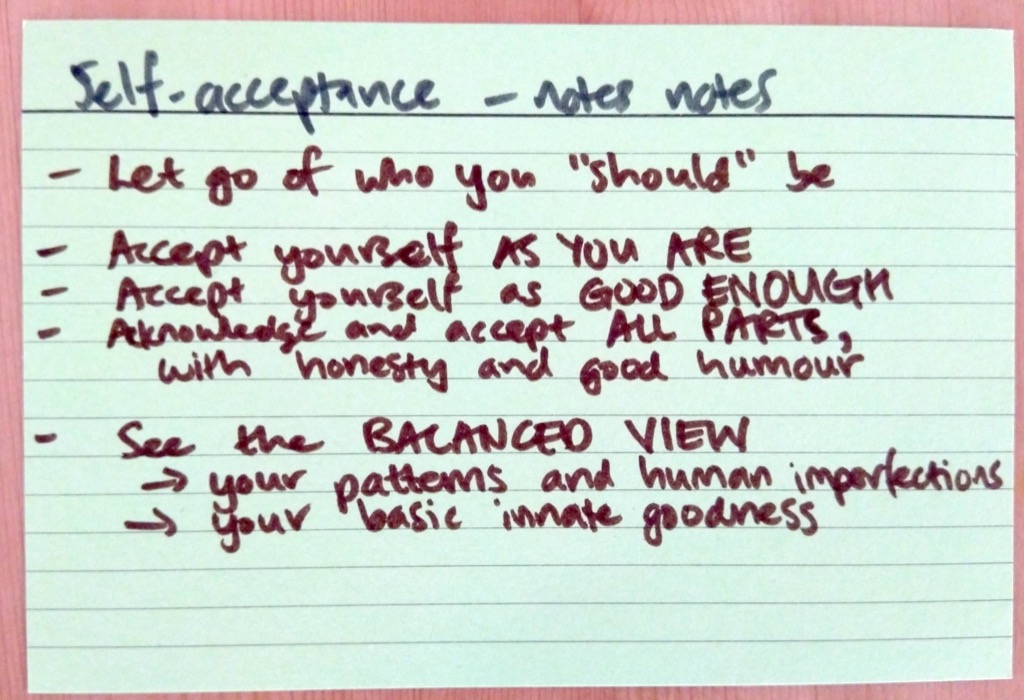 Self-acceptance - notes notes
- Let go of who you "should" be
- Accept yourself AS YOU ARE
- Accept yourself as GOOD ENOUGH
- Acknowledge and accept ALL PARTS,
with honesty and good humour
- See the BALANCED VIEW
→ your patterns and human imperfections
→ your basic innate goodness